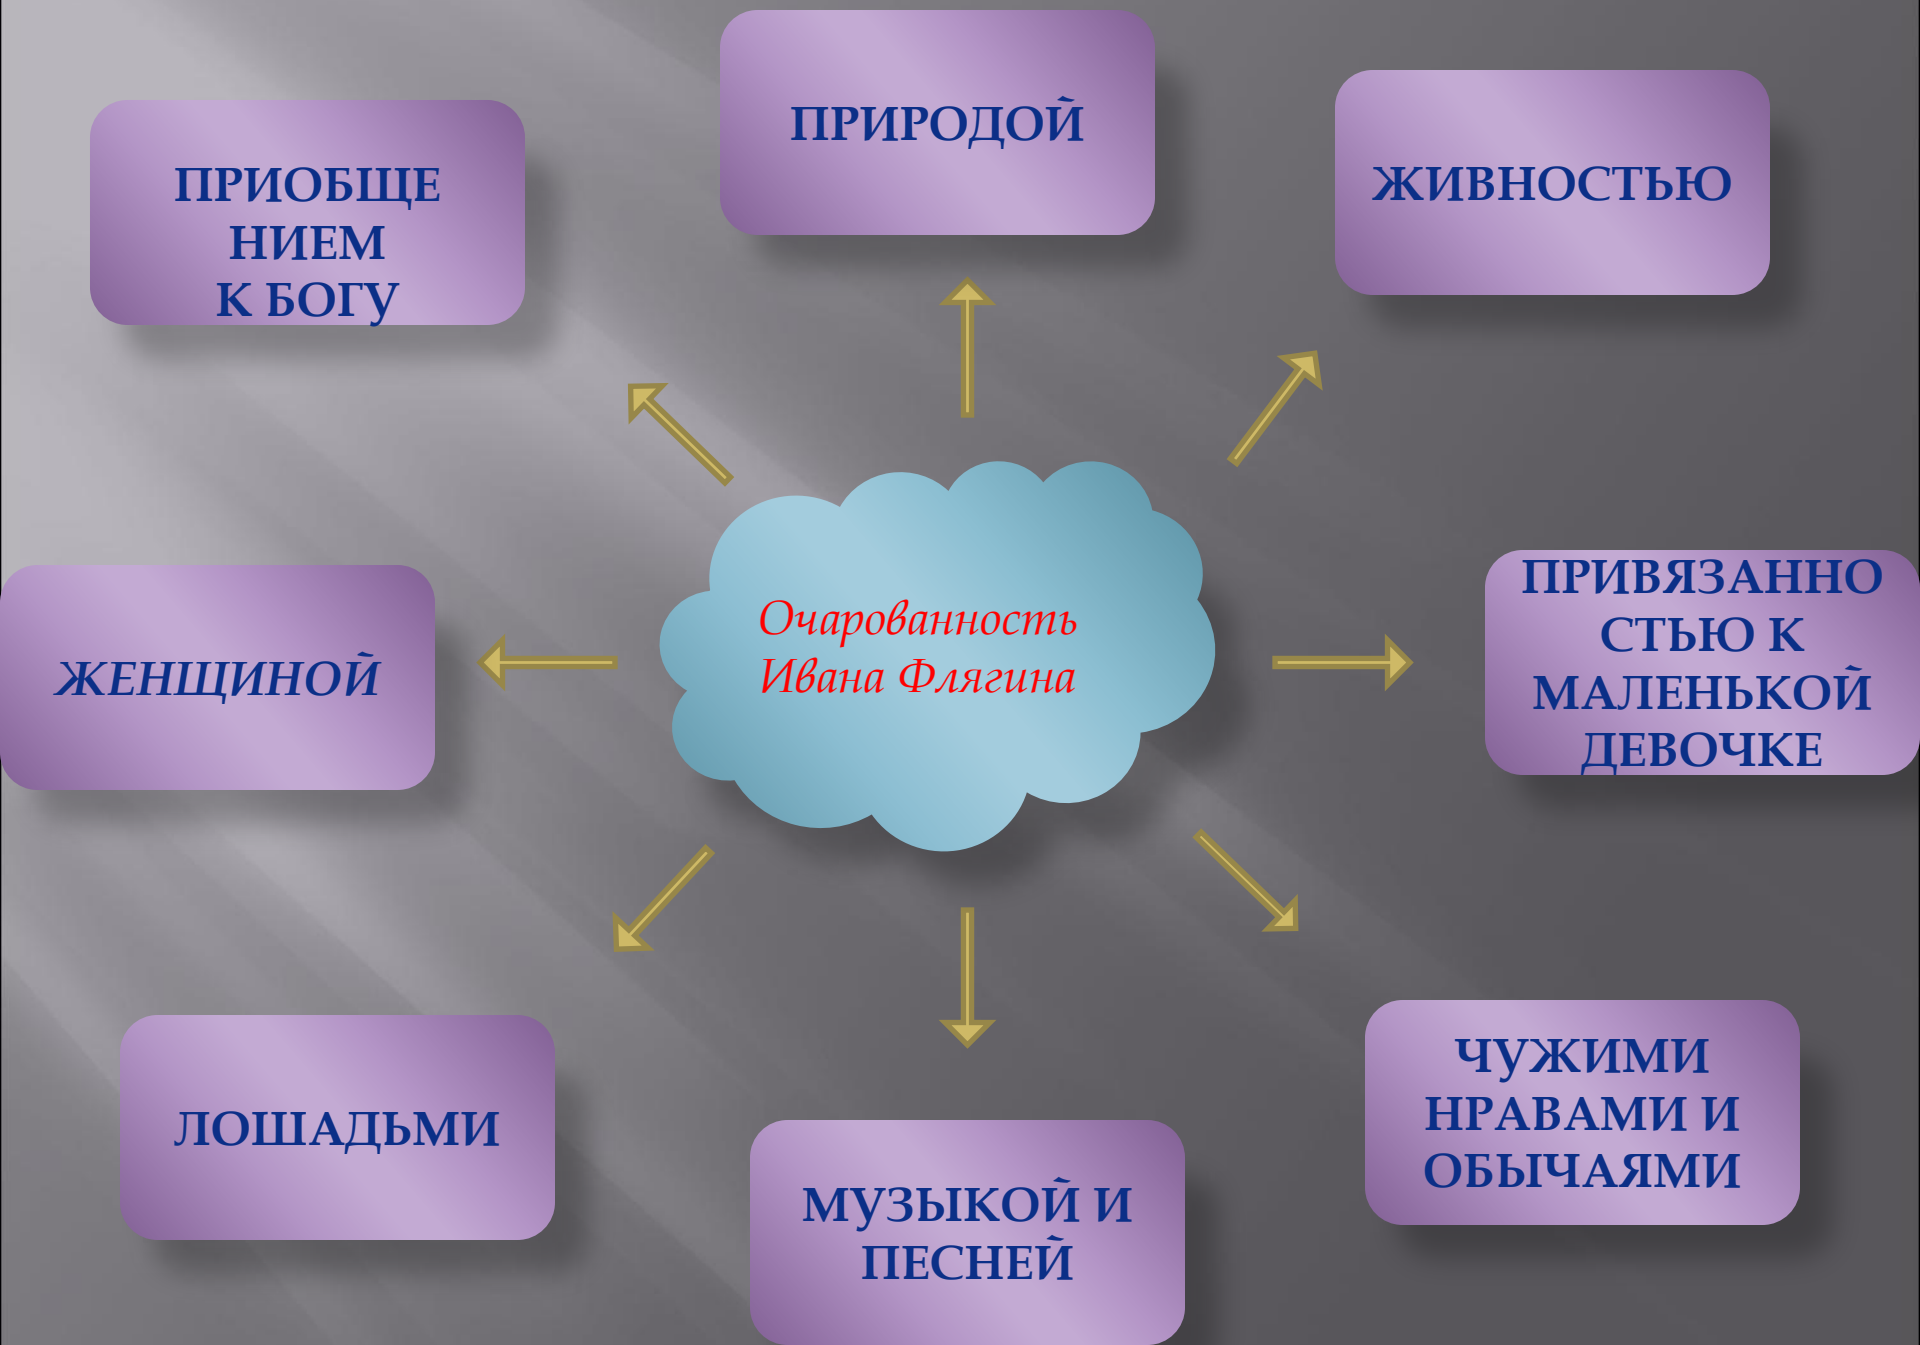 ПРИРОДОЙ
ПРИОБЩЕ
НИЕМ
К БОГУ
ЖИВНОСТЬЮ
Очарованность
Ивана Флягина
ЖЕНЩИНОЙ
ПРИВЯЗАННО
СТЬЮ К
МАЛЕНЬКОЙ
ДЕВОЧКЕ
ЛОШАДЬМИ
МУЗЫКОЙ И
ПЕСНЕЙ
ЧУЖИМИ
НРАВАМИ И
ОБЫЧАЯМИ